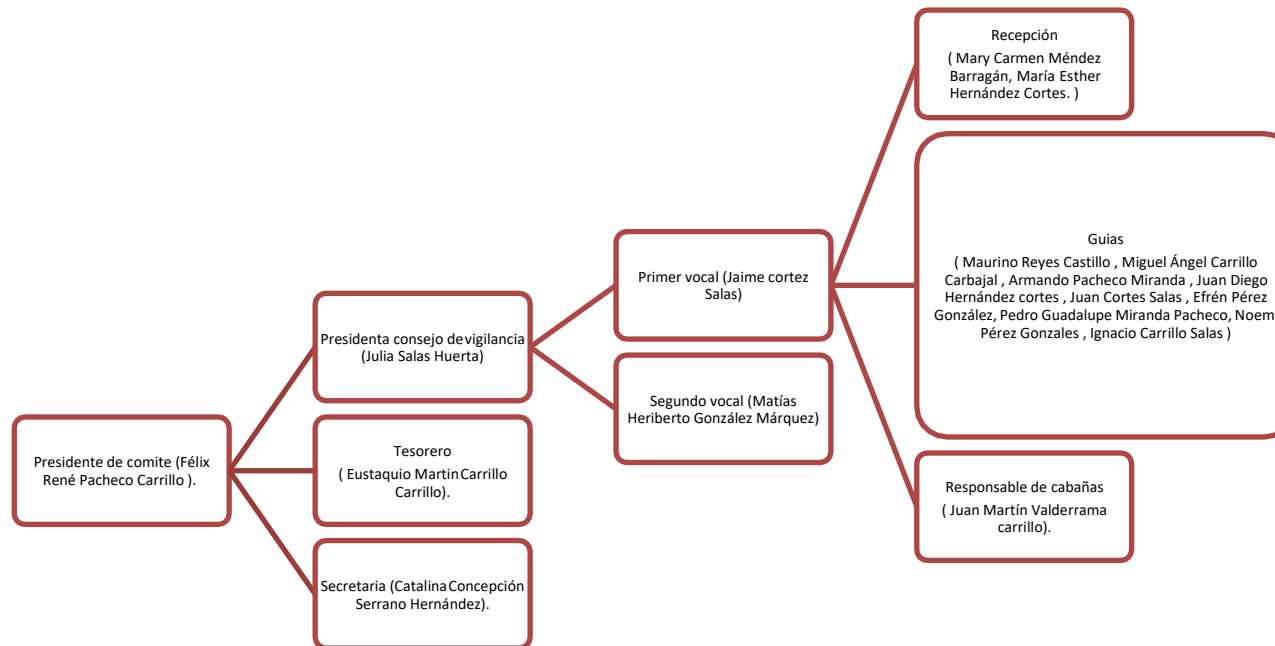 Presidente de comite (Félix
René Pacheco Carrillo ).
Presidenta consejo de vigilancia
(Julia Salas Huerta)
Tesorero
( Eustaquio Martin Carrillo
Carrillo).
Secretaria (Catalina Concepción
Serrano Hernández).
Primer vocal (Jaime cortez
Salas)
Segundo vocal (Matías
Heriberto González Márquez)
Recepción
( Mary Carmen Méndez
Barragán, María Esther
Hernández Cortes. )
Guias
( Maurino Reyes Castillo , Miguel Ángel Carrillo
Carbajal , Armando Pacheco Miranda , Juan Diego
Hernández cortes , Juan Cortes Salas , Efrén Pérez
González, Pedro Guadalupe Miranda Pacheco, Noem
Pérez Gonzales , Ignacio Carrillo Salas )
Responsable de cabañas
( Juan Martín Valderrama
carrillo).